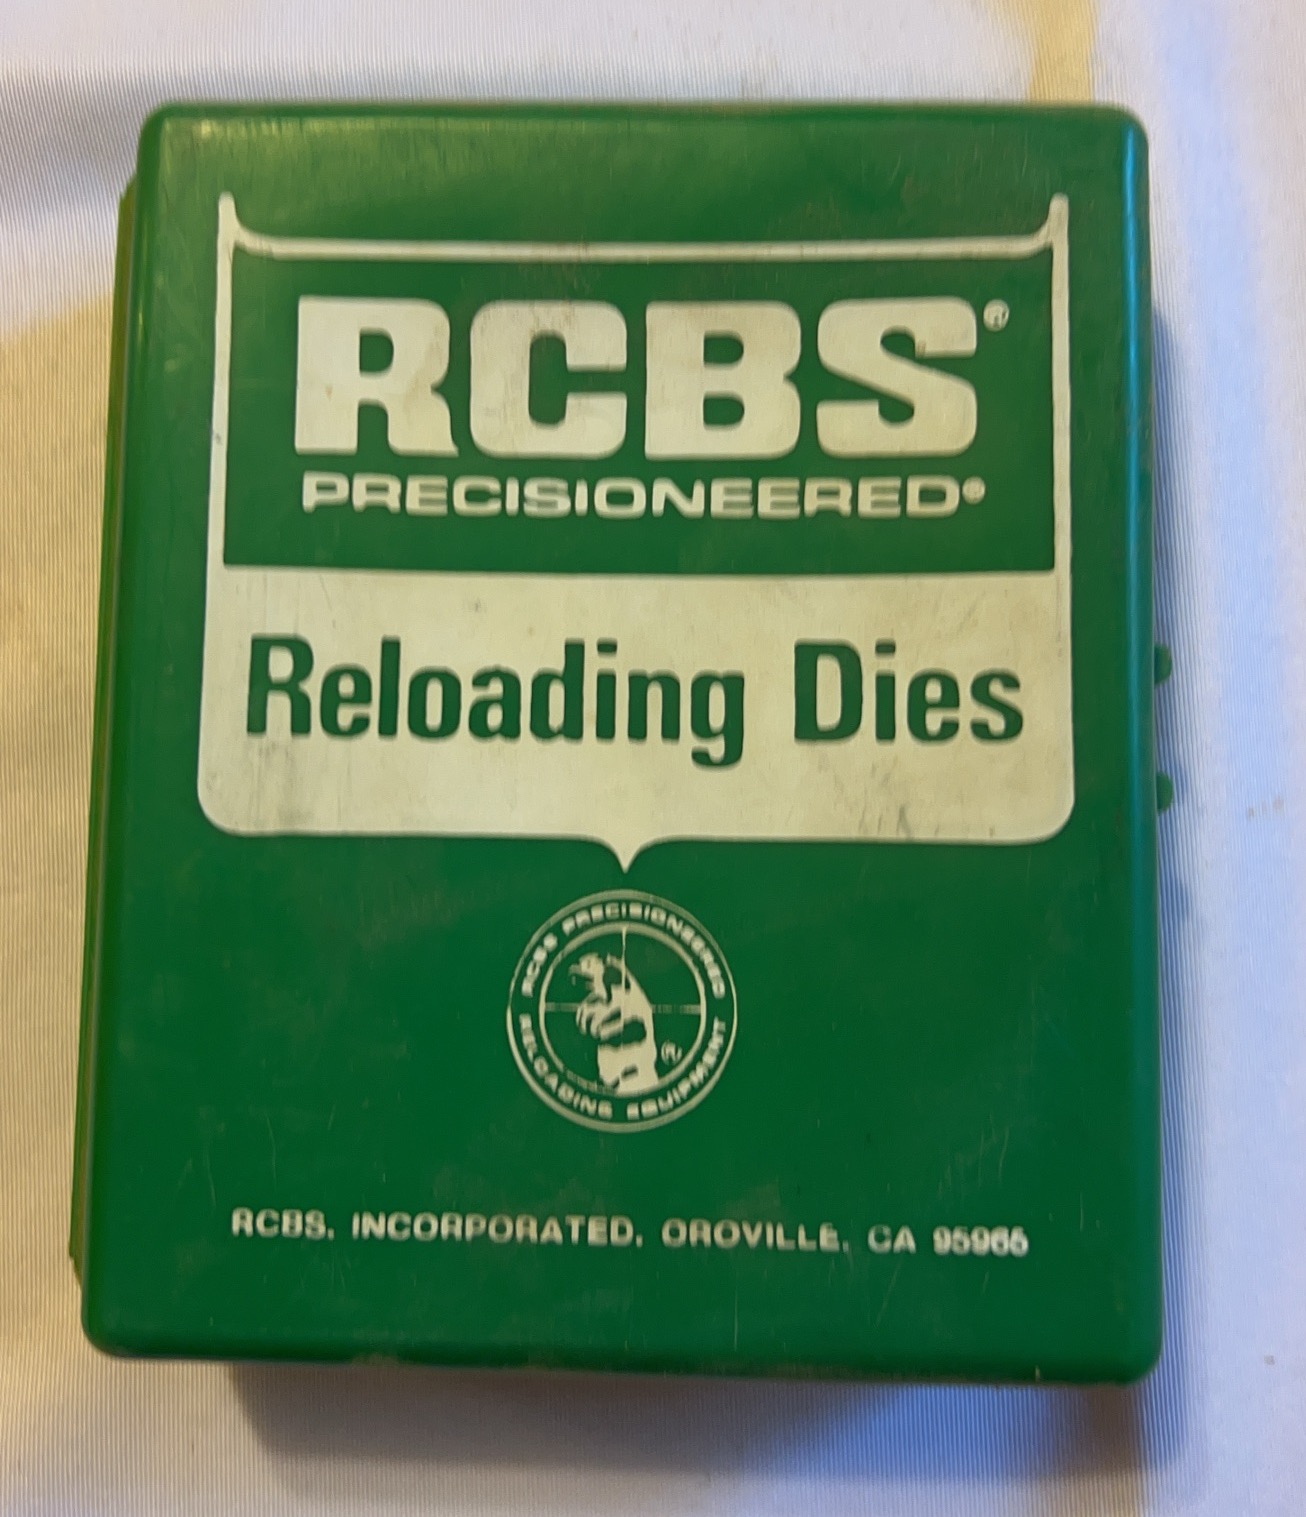 RCBS®
PRECISIONEERED®
Reloading Dies
RCBS PRECISIONEERED
RELOADING EQUIPMENT
®
RCBS, INCORPORATED, OROVILLE, CA 95965